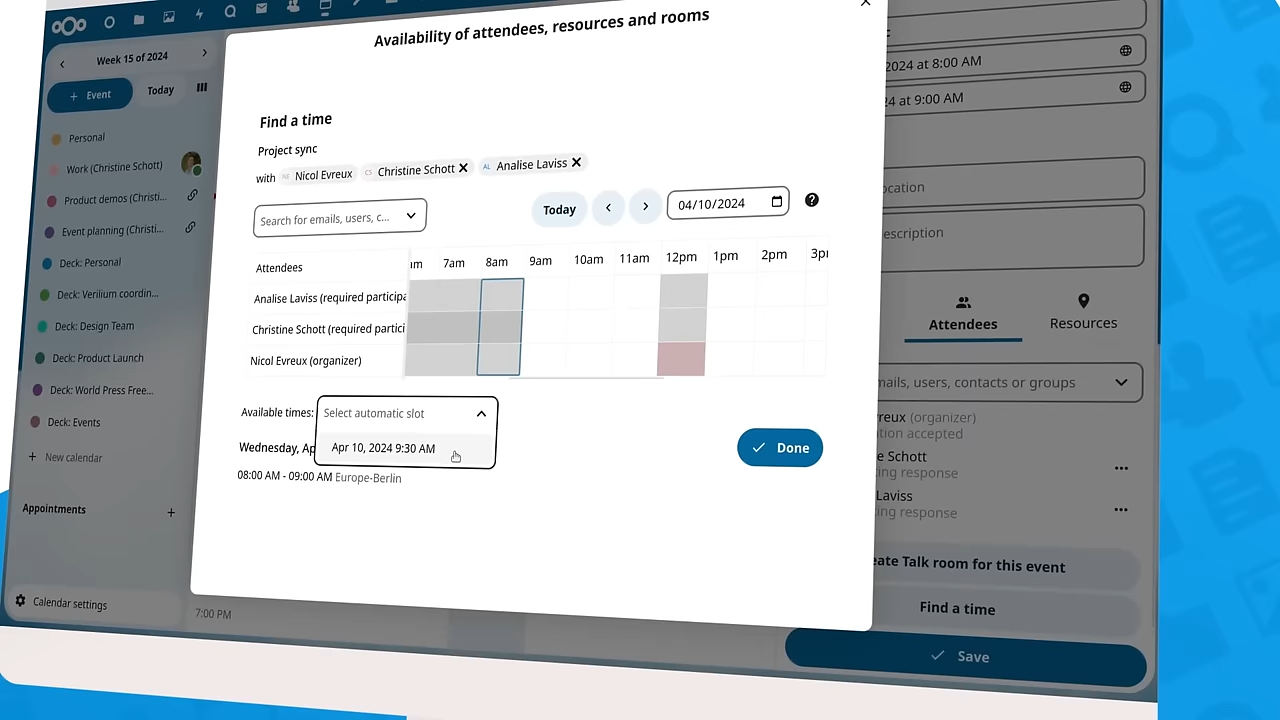 Week 15 of 2024
Event
Today
Personal
Work (Christine Schott)
Product demos (Christi...
Event planning (Christi...
Deck: Personal
Deck: Verilium coordin...
Deck: Design Team
Deck: Product Launch
Deck: World Press Free...
Deck: Events
+ New calendar
Appointments +
Calendar settings
7:00 PM
Availability of attendees, resources and rooms
Find a time
Project sync
with NE Nicol Evreux CS Christine Schott AL Analise Laviss
Search for emails, users, c...
Today
04/10/2024
Attendees
7am 8am 9am 10am 11am 12pm 1pm 2pm
Analise Laviss (required participa
Christine Schott (required partici
Nicol Evreux (organizer)
Available times: Select automatic slot
Apr 10, 2024 9:30 AM
Wednesday, Ap
08:00 AM - 09:00 AM Europe-Berlin
Done
2024 at 8:00 AM
24 at 9:00 AM
ocation
escription
Attendees
Resources
mails, users, contacts or groups
reux (organizer)
tion accepted
e Schott
ing response
Laviss
ing response
eate Talk room for this event
Find a time
Save